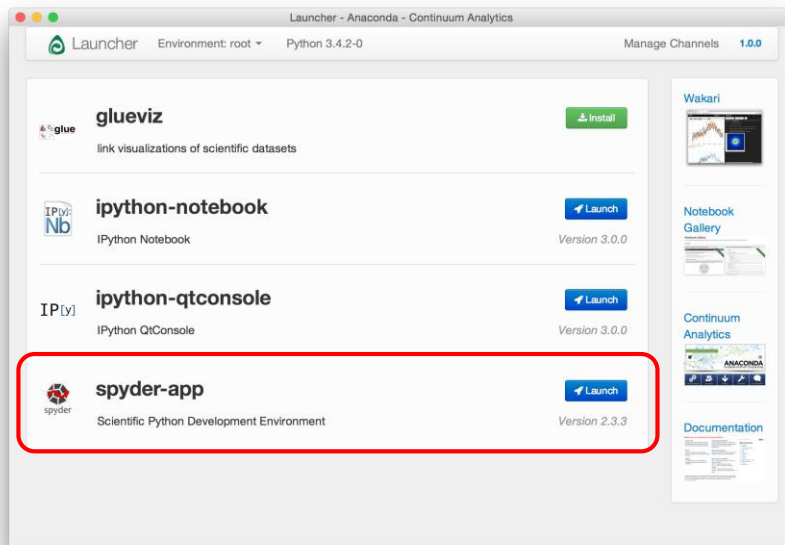 Launcher - Anaconda - Continuum Analytics
Launcher Environment: root Python 3.4.2-0 Manage Channels 1.0.0
glue
glueviz
Install
link visualizations of scientific datasets
IP[y]:
Nb
ipython-notebook
Launch
IPython Notebook
Version 3.0.0
IP[y]
ipython-qtconsole
Launch
IPython QtConsole
Version 3.0.0
spyder
spyder-app
Launch
Scientific Python Development Environment
Version 2.3.3
Wakari
Notebook
Gallery
Continuum
Analytics
ANACONDA
Documentation